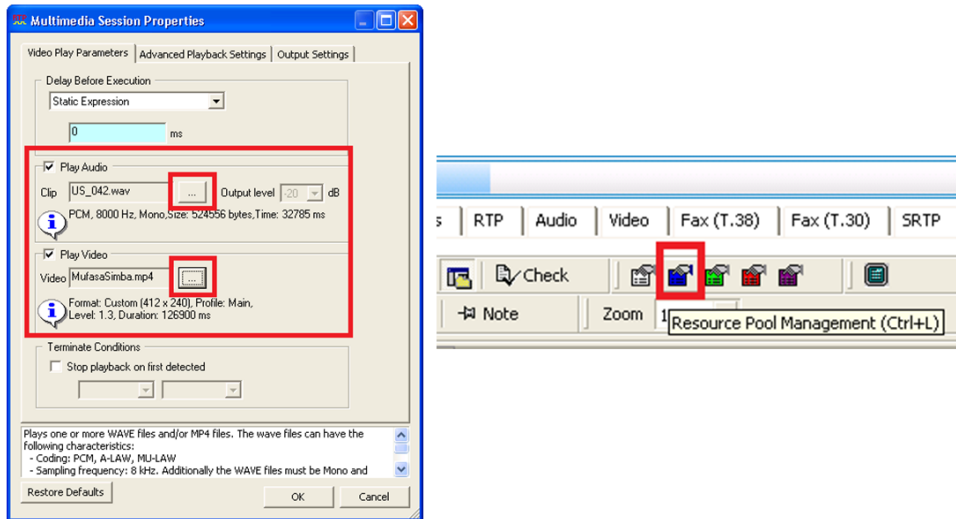 Multimedia Session Properties
Video Play Parameters Advanced Playback Settings Output Settings
Delay Before Execution
Static Expression
0 ms
Play Audio
Clip US_042.wav ... Output level -20 dB
PCM, 8000 Hz, Mono,Size: 524556 bytes,Time: 32785 ms
Play Video
Video MufasaSimba.mp4 ...
Format: Custom (412 x 240), Profile: Main,
Level: 1.3, Duration: 126900 ms
Terminate Conditions
Stop playback on first detected
Plays one or more WAVE files and/or MP4 files. The wave files can have the
following characteristics:
- Coding: PCM, A-LAW, MU-LAW
- Sampling frequency: 8 kHz. Additionally the WAVE files must be Mono and
Restore Defaults OK Cancel
s RTP Audio Video Fax (T.38) Fax (T.30) SRTP
Check
Note Zoom 1
Resource Pool Management (Ctrl+L)